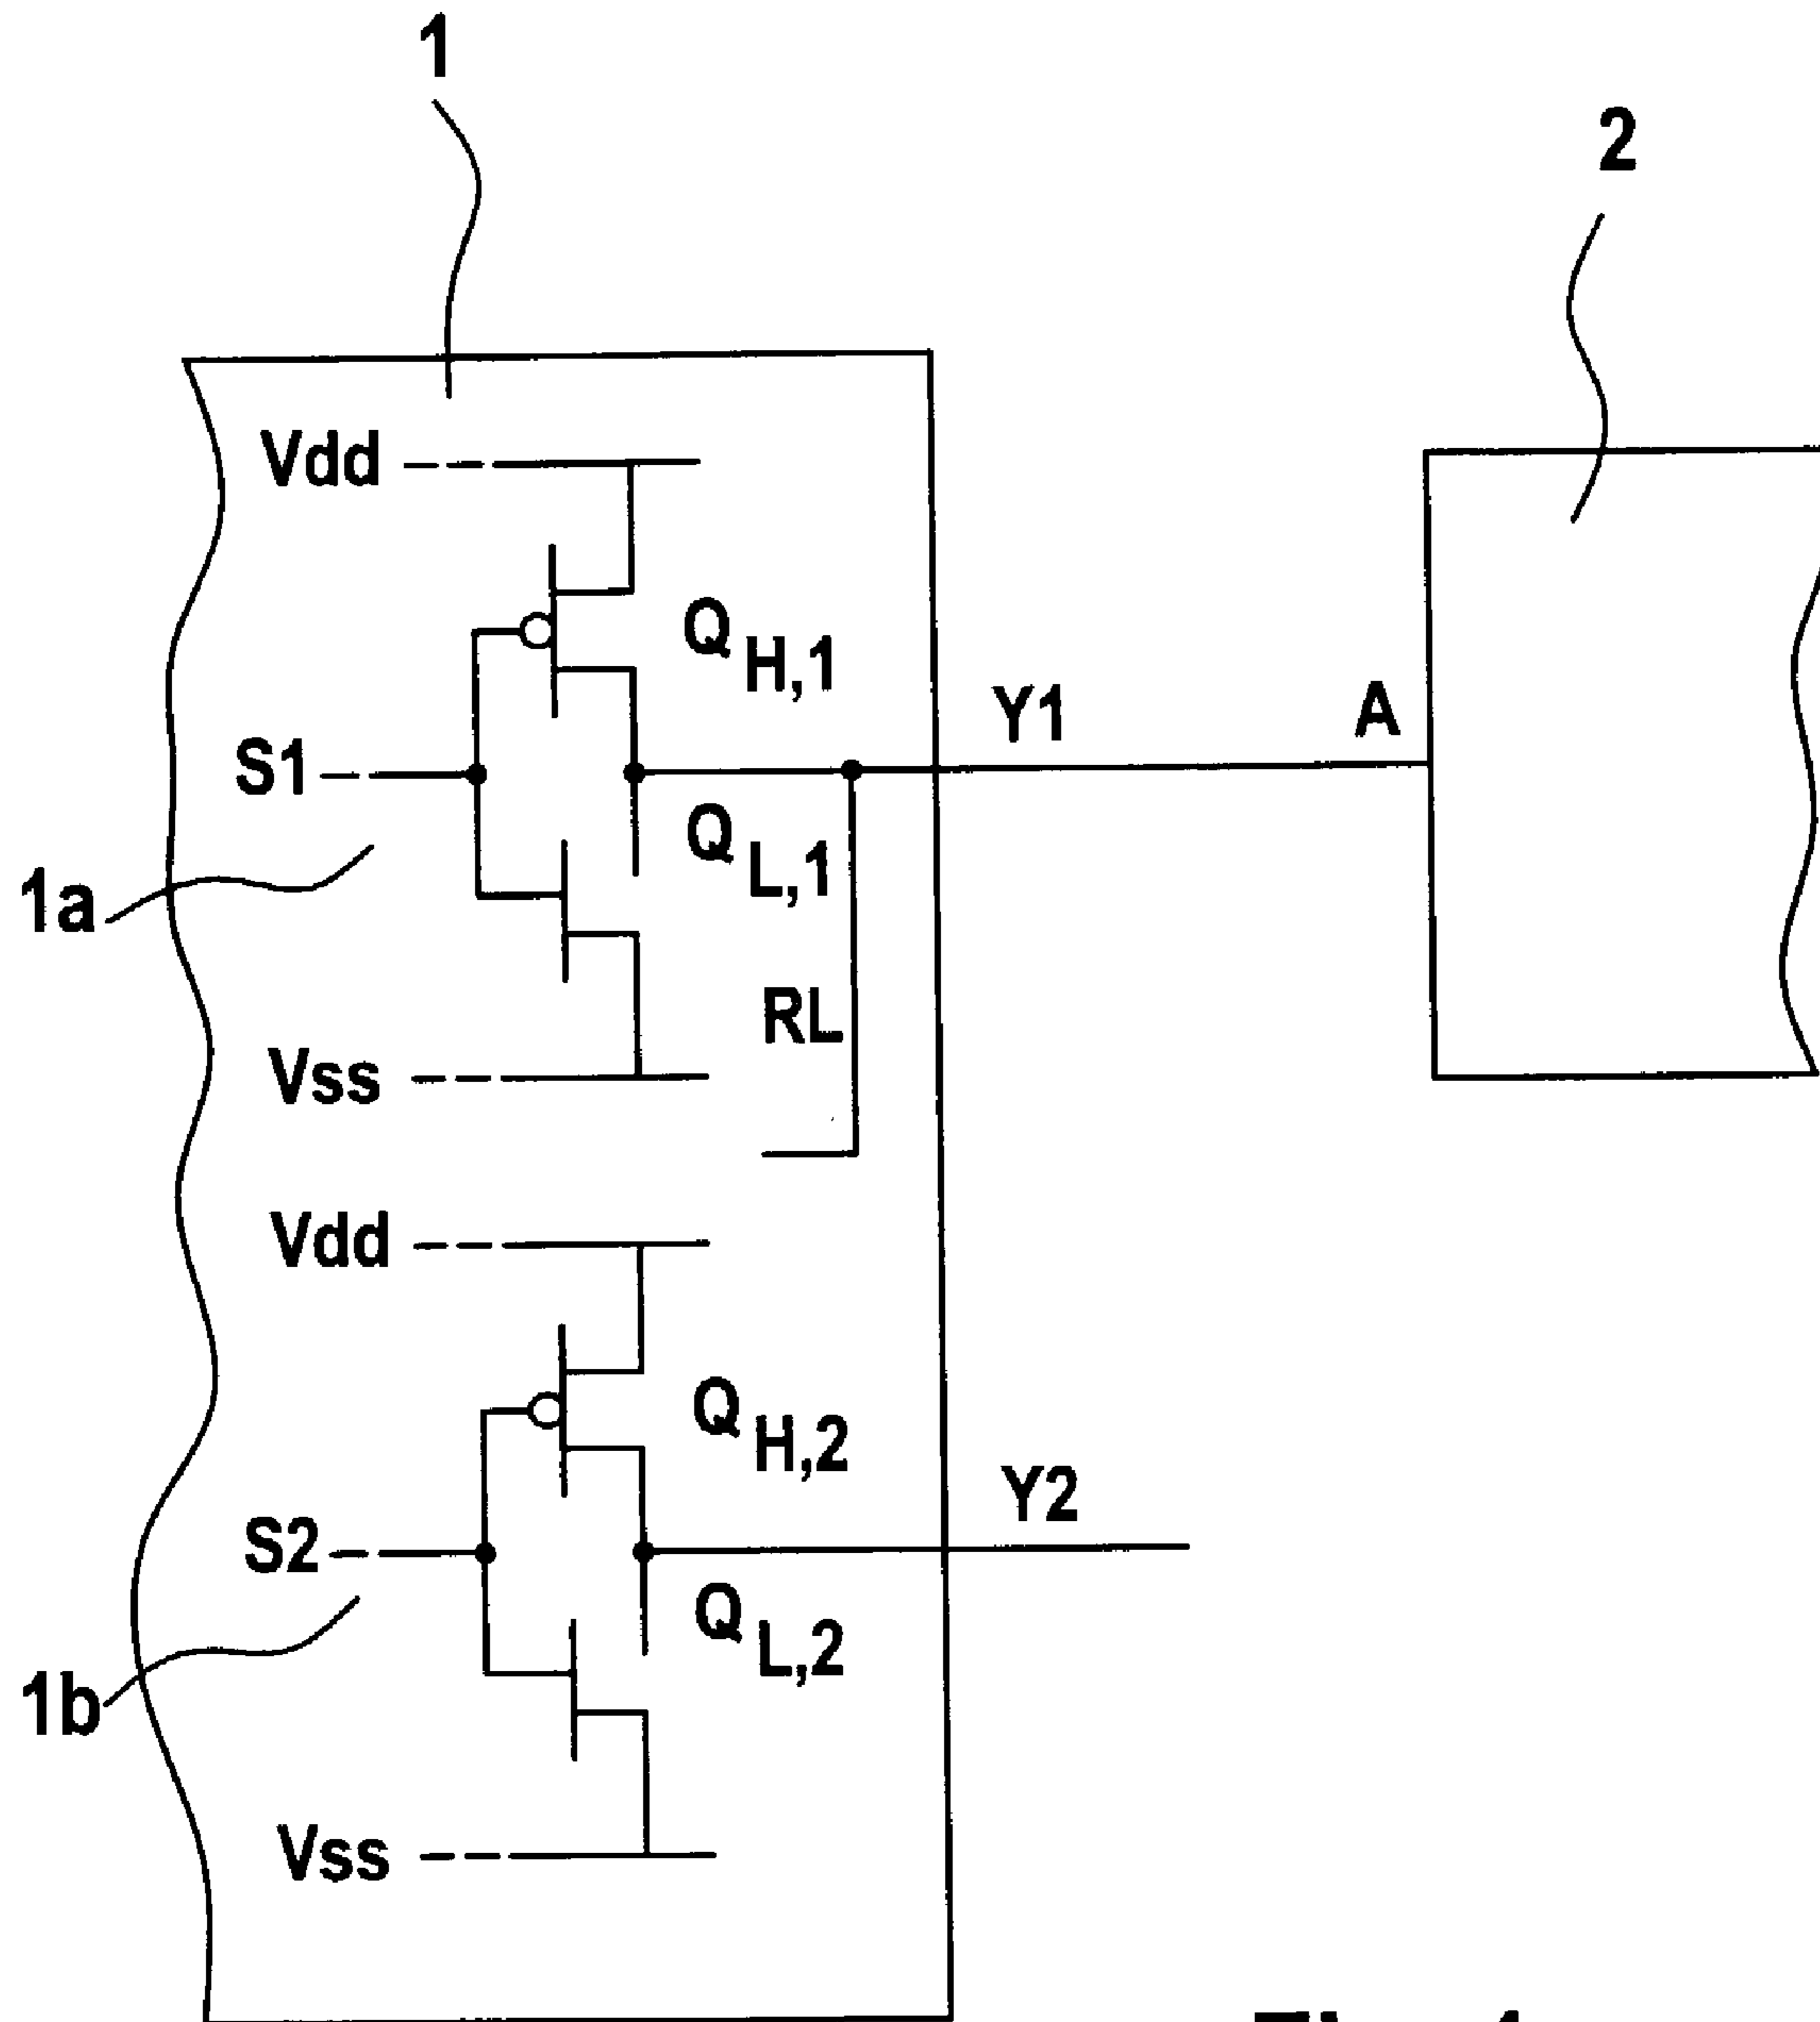 1
2
Vdd
Q H,1
S1
Y1
A
Q L,1
1a
RL
Vss
Vdd
Q H,2
S2
Y2
Q L,2
1b
Vss